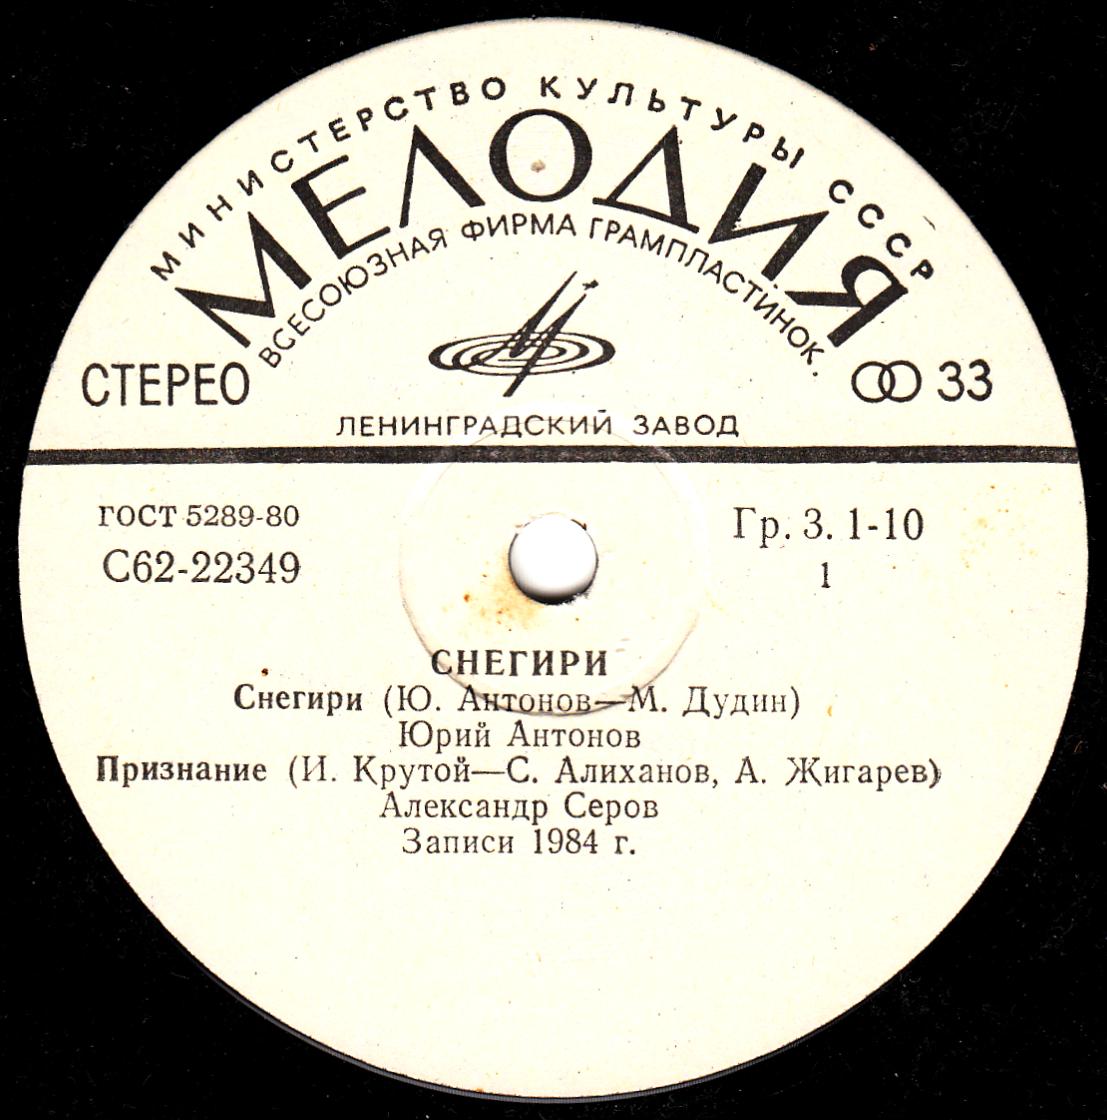 МИНИСТЕРСТВО КУЛЬТУРЫ СССР
МЕЛОДИЯ
ВСЕСОЮЗНАЯ ФИРМА ГРАМПЛАСТИНОК.
СТЕРЕО
33
ЛЕНИНГРАДСКИЙ ЗАВОД
ГОСТ 5289-80
Гр. 3. 1-10
С62-22349
1
СНЕГИРИ
Снегири (Ю. Антонов—М. Дудин)
Юрий Антонов
Признание (И. Крутой—С. Алиханов, А. Жигарев)
Александр Серов
Записи 1984 г.